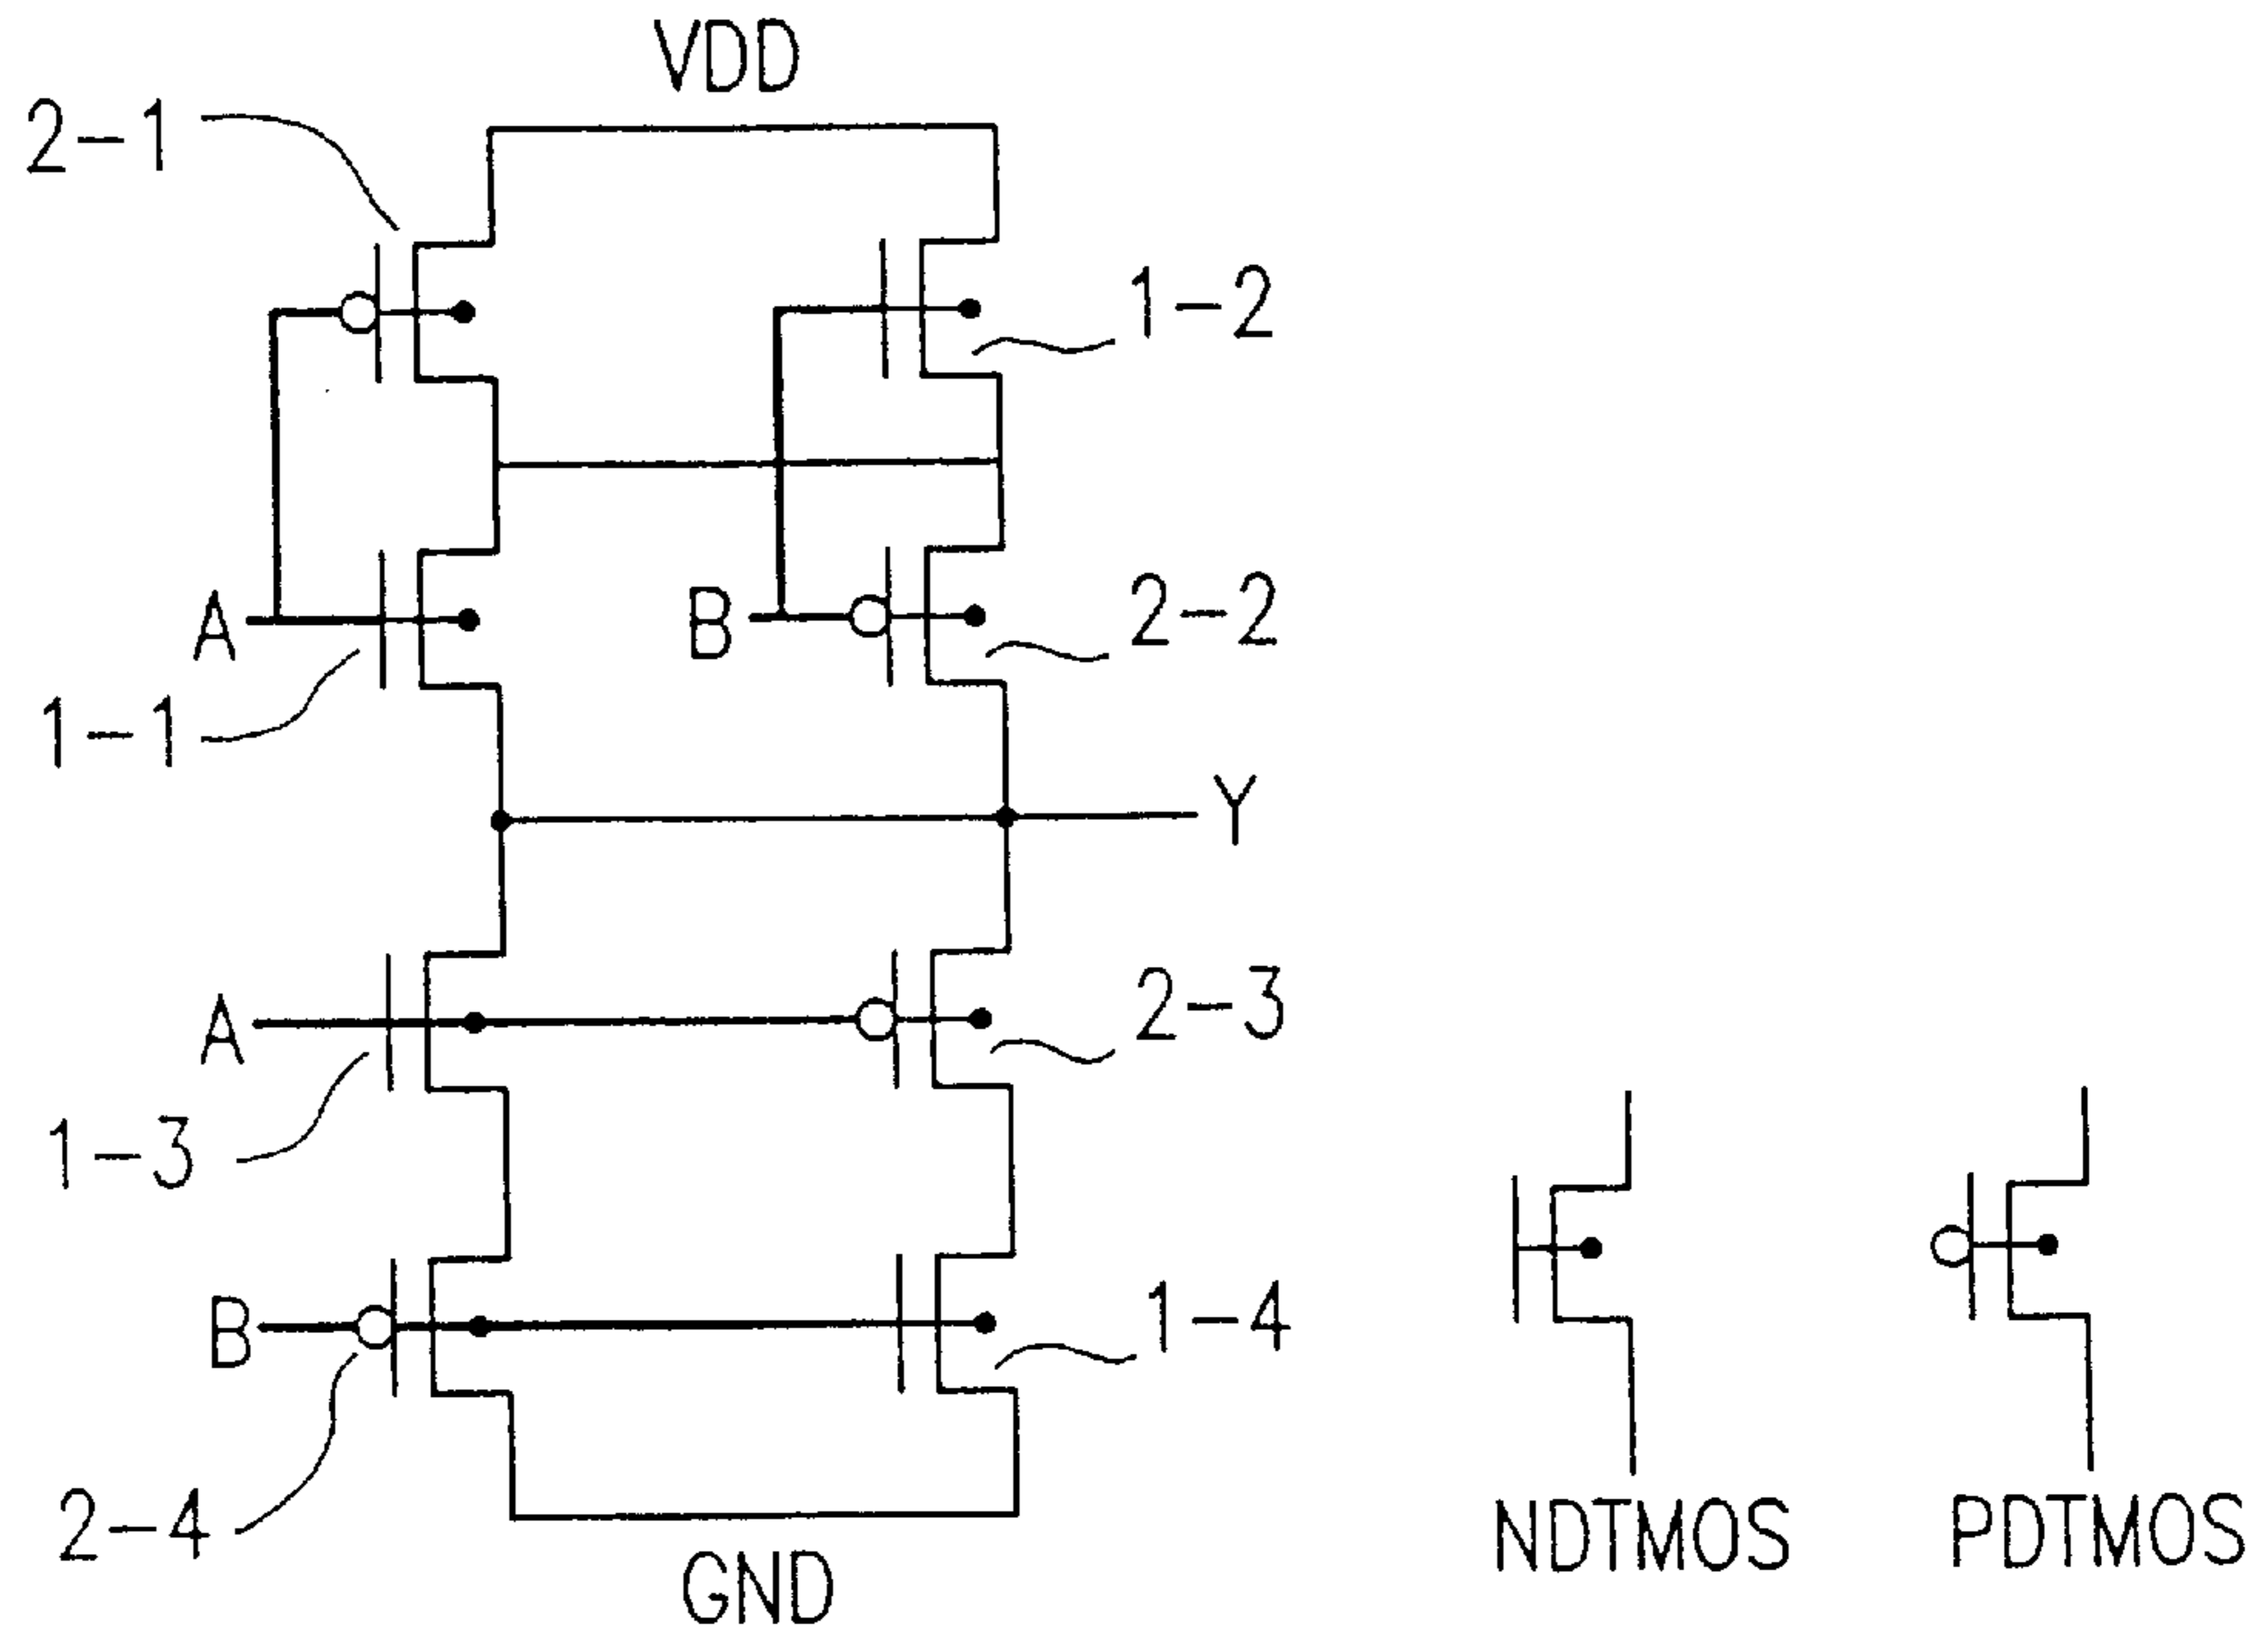 VDD
2-1
1-2
A
B
2-2
1-1
Y
A
2-3
1-3
B
1-4
2-4
GND
NDTMOS
PDTMOS